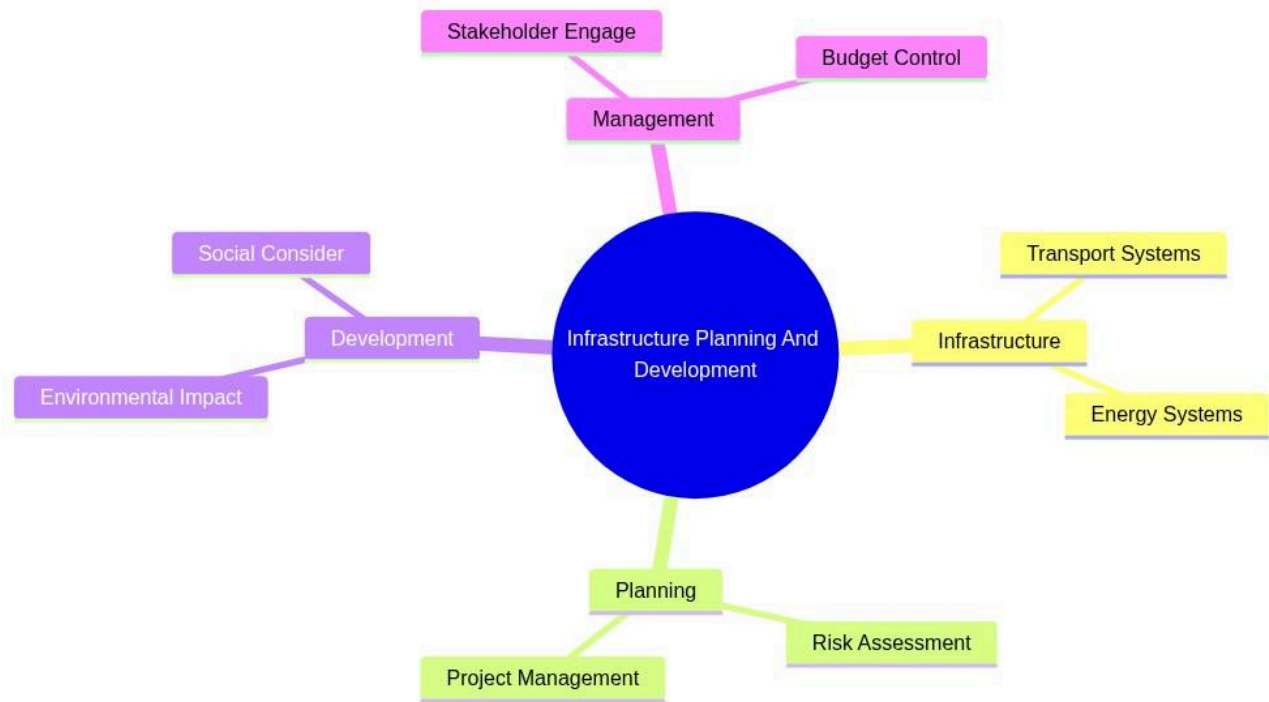 Stakeholder Engage
Budget Control
Management
Social Consider
Transport Systems
Development
Infrastructure Planning And
Development
Infrastructure
Environmental Impact
Energy Systems
Planning
Risk Assessment
Project Management